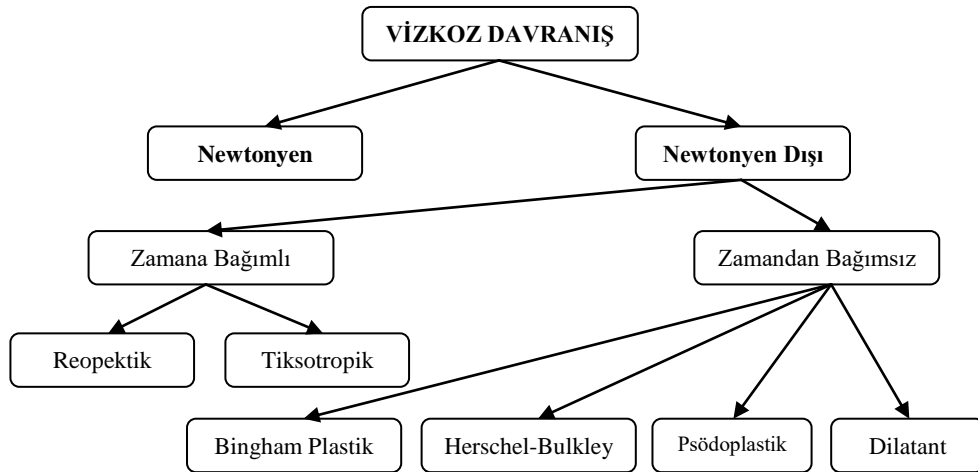 VİZKOZ DAVRANIŞ
Newtonyen
Newtonyen Dışı
Zamana Bağımlı
Zamandan Bağımsız
Reopektik
Tiksotropik
Bingham Plastik
Herschel-Bulkley
Psödoplastik
Dilatant